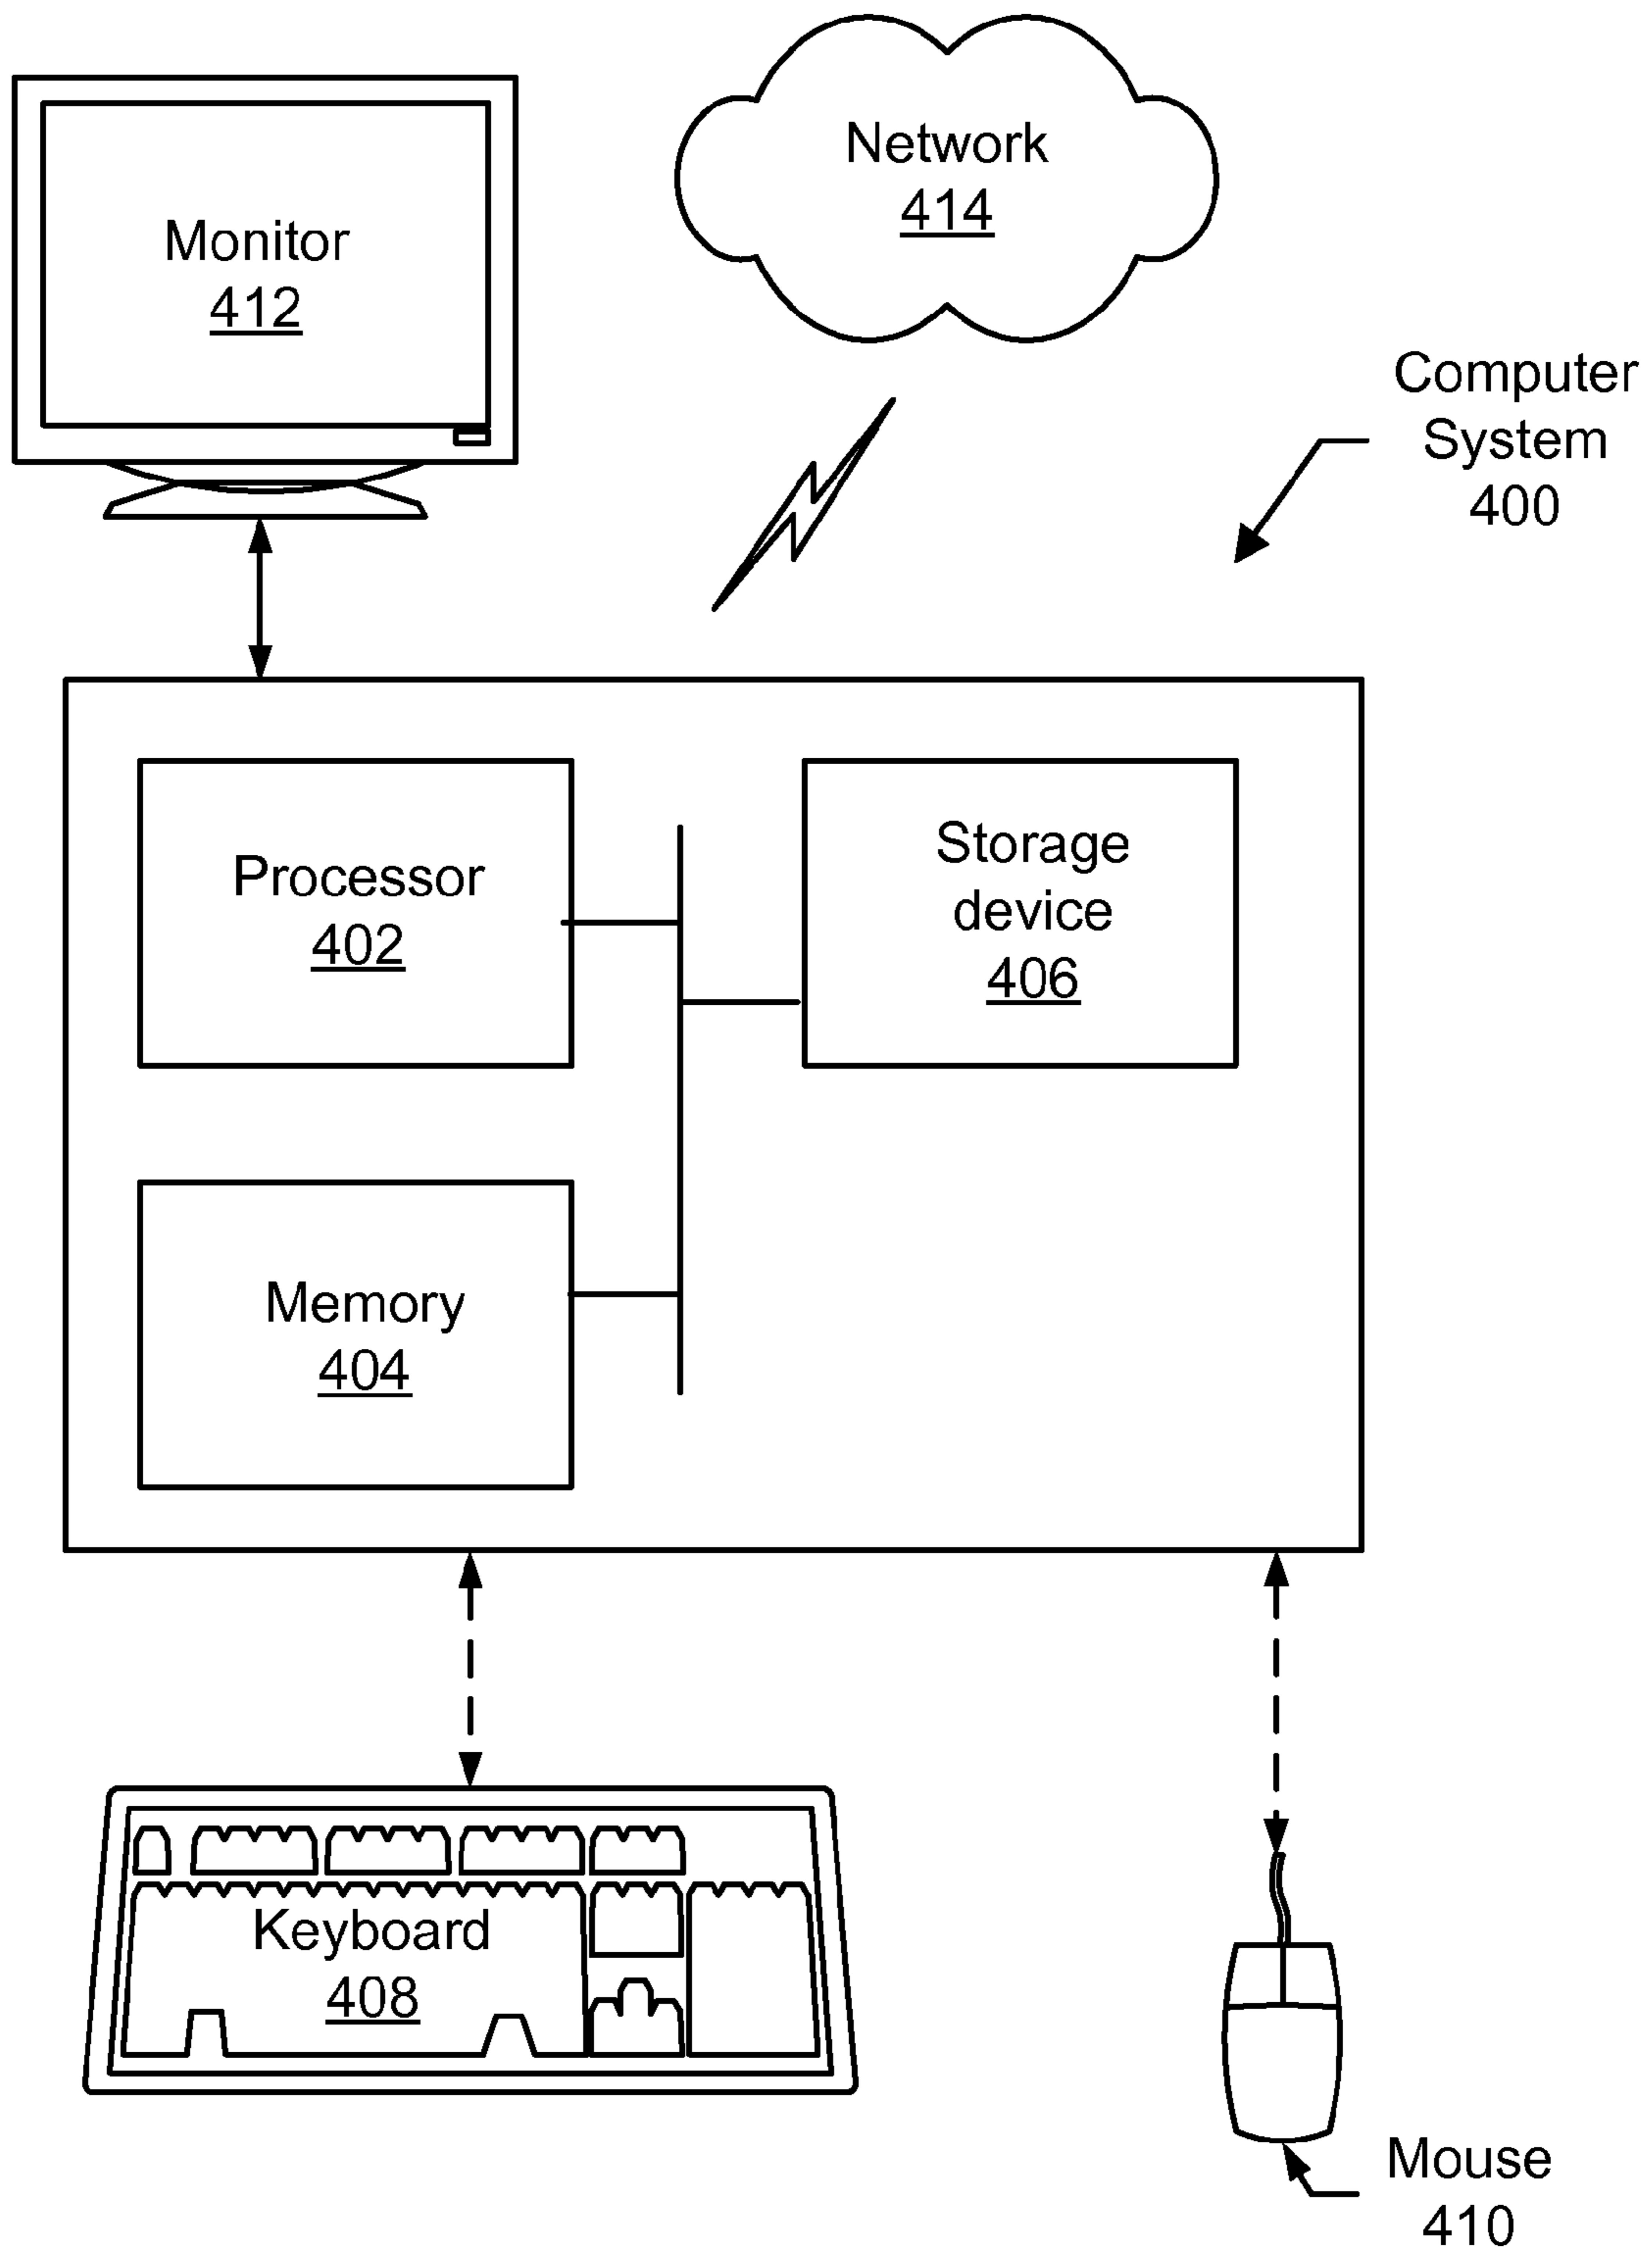 Network
414
Monitor
412
Computer
System
400
Processor
402
Storage
device
406
Memory
404
Keyboard
408
Mouse
410